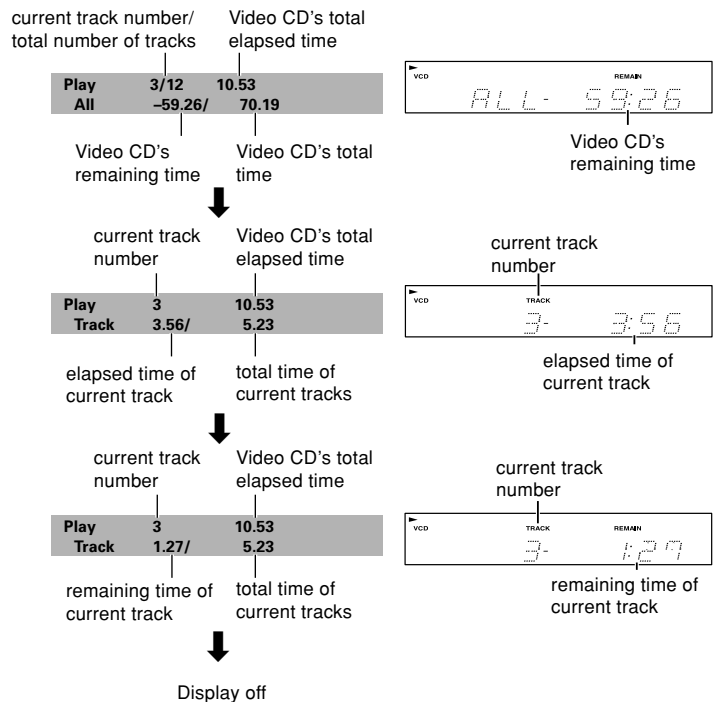 current track number/
total number of tracks
Video CD's total
elapsed time
Play 3/12 10.53
All –59.26/ 70.19
Video CD's
remaining time
Video CD's total
time
VCD REMAIN
ALL- 59:26
Video CD's
remaining time
current track
number
Video CD's total
elapsed time
Play 3 10.53
Track 3.56/ 5.23
elapsed time of
current track
total time of
current tracks
current track
number
VCD TRACK
3- 3:56
elapsed time of
current track
current track
number
Video CD's total
elapsed time
Play 3 10.53
Track 1.27/ 5.23
remaining time of
current track
total time of
current tracks
current track
number
VCD TRACK REMAIN
3- 1:27
remaining time of
current track
Display off